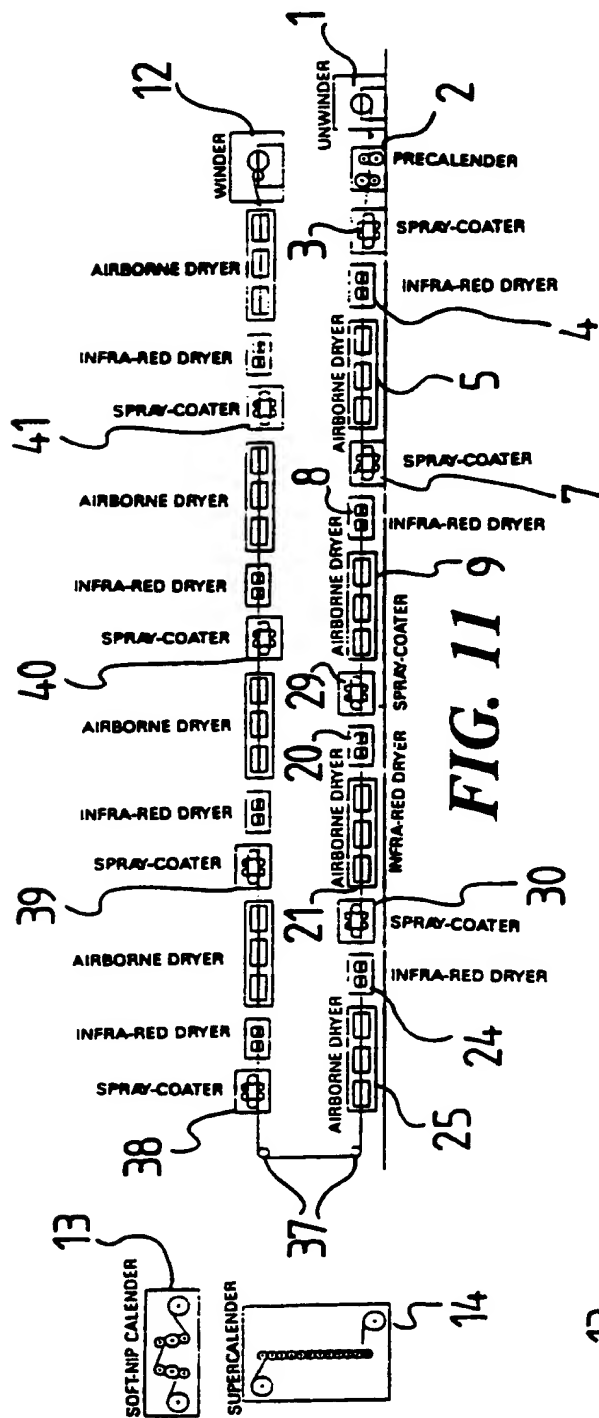 12
WINDER
1
UNWINDER
2
PRECALENDER
AIRBORNE DRYER
3
SPRAY-COATER
INFRA-RED DRYER
INFRA-RED DRYER
4
41
SPRAY-COATER
AIRBORNE DRYER
5
AIRBORNE DRYER
SPRAY-COATER
7
INFRA-RED DRYER
8
INFRA-RED DRYER
40
SPRAY-COATER
AIRBORNE DRYER
9
AIRBORNE DRYER
29
SPRAY-COATER
INFRA-RED DRYER
20
INFRA-RED DRYER
39
SPRAY-COATER
AIRBORNE DRYER
21
FIG. 11
AIRBORNE DRYER
SPRAY-COATER
30
INFRA-RED DRYER
INFRA-RED DRYER
24
38
SPRAY-COATER
AIRBORNE DRYER
25
37
13
SOFT-NIP CALENDER
SUPERCALENDER
14